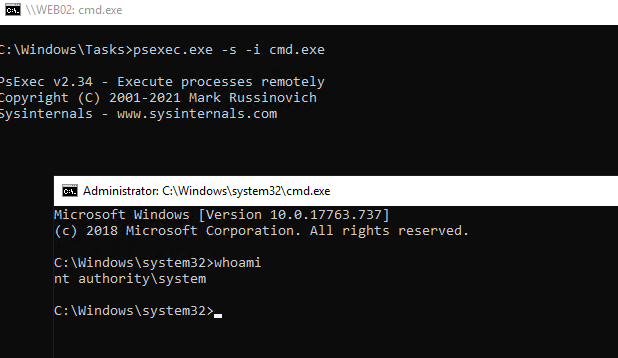 \\WEB02: cmd.exe
C:\Windows\Tasks>psexec.exe -s -i cmd.exe
PsExec v2.34 - Execute processes remotely
Copyright (C) 2001-2021 Mark Russinovich
Sysinternals - www.sysinternals.com
Administrator: C:\Windows\system32\cmd.exe
Microsoft Windows [Version 10.0.17763.737]
(c) 2018 Microsoft Corporation. All rights reserved.
C:\Windows\system32>whoami
nt authority\system
C:\Windows\system32>